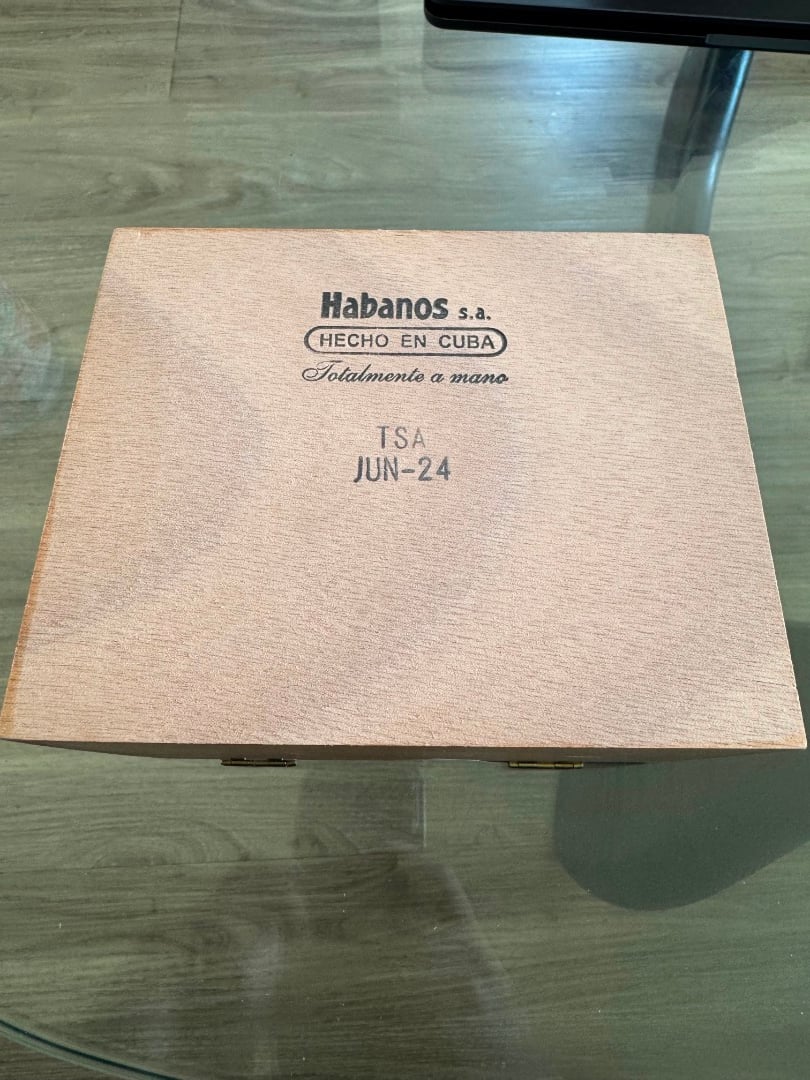 Habanos s.a.
HECHO EN CUBA
Totalmente a mano
TSA
JUN-24